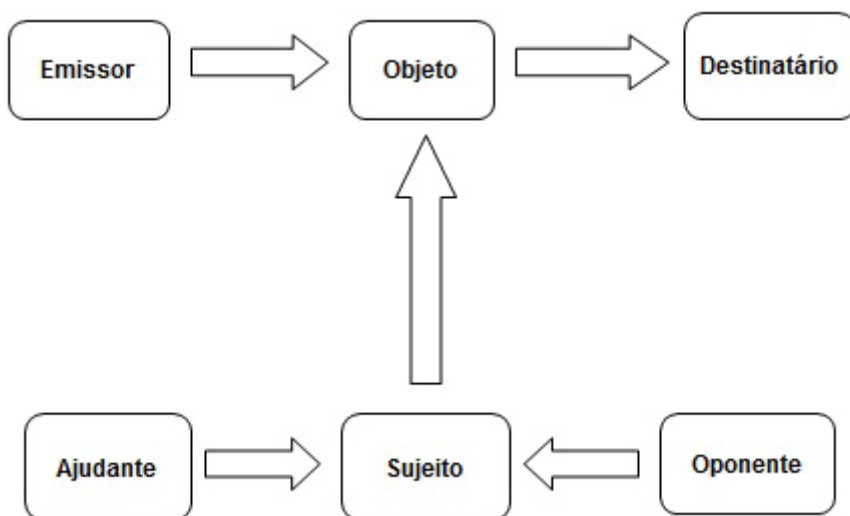 Emissor
Objeto
Destinatário
Ajudante
Sujeito
Oponente